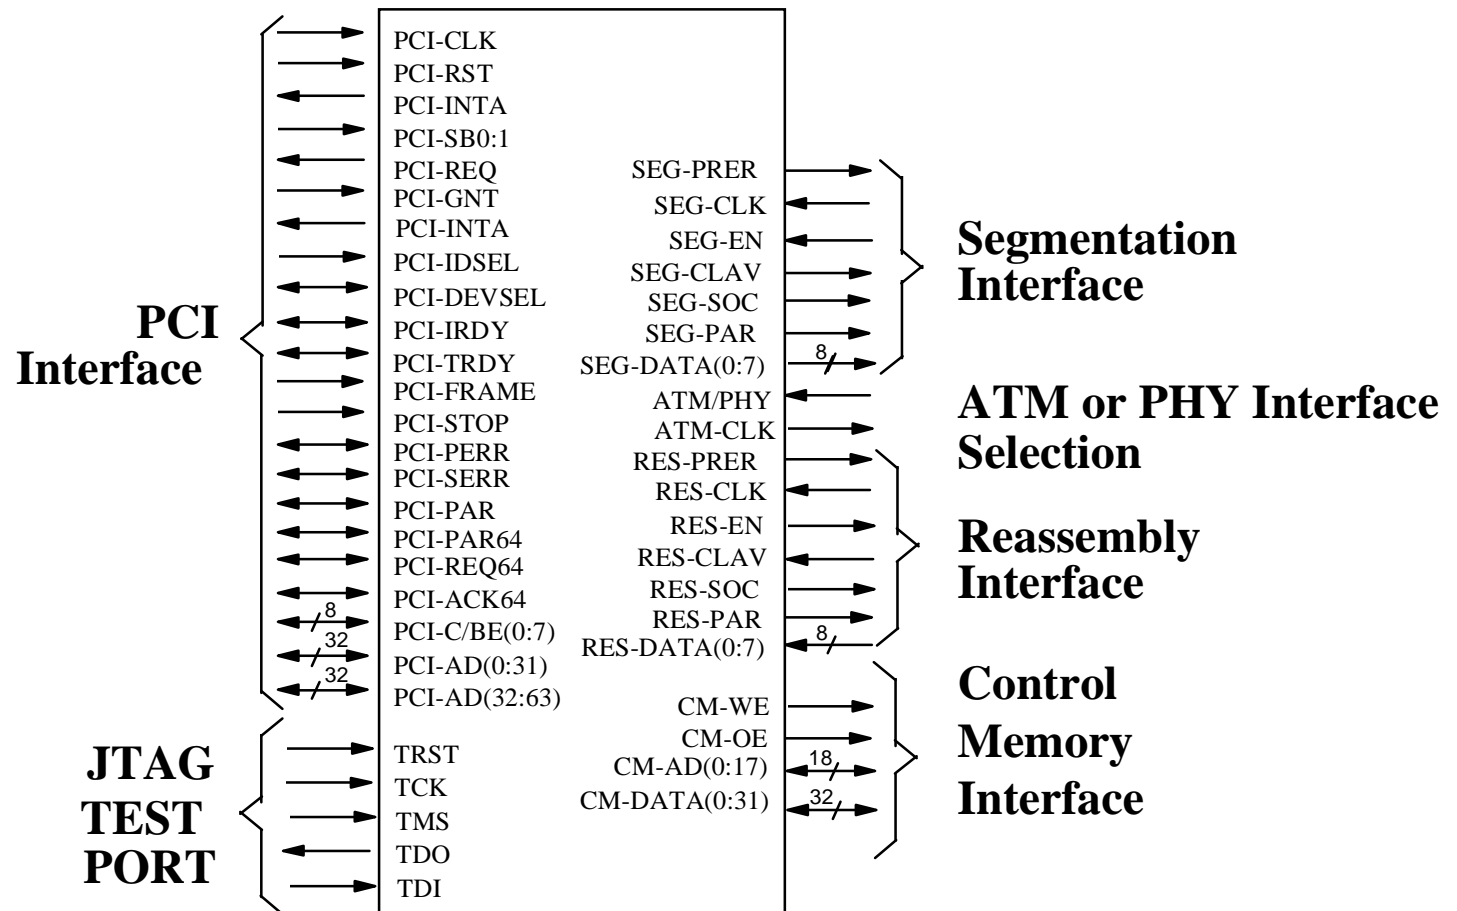 PCI
Interface
JTAG
TEST
PORT
PCI-CLK
PCI-RST
PCI-INTA
PCI-SB0:1
PCI-REQ
PCI-GNT
PCI-INTA
PCI-IDSEL
PCI-DEVSEL
PCI-IRDY
PCI-TRDY
PCI-FRAME
PCI-STOP
PCI-PERR
PCI-SERR
PCI-PAR
PCI-PAR64
PCI-REQ64
PCI-ACK64
8
PCI-C/BE(0:7)
32
PCI-AD(0:31)
32
PCI-AD(32:63)
TRST
TCK
TMS
TDO
TDI
SEG-PRER
SEG-CLK
SEG-EN
SEG-CLAV
SEG-SOC
SEG-PAR
SEG-DATA(0:7) 8
ATM/PHY
ATM-CLK
RES-PRER
RES-CLK
RES-EN
RES-CLAV
RES-SOC
RES-PAR
RES-DATA(0:7) 8
CM-WE
CM-OE
CM-AD(0:17) 18
CM-DATA(0:31) 32
Segmentation
Interface
ATM or PHY Interface
Selection
Reassembly
Interface
Control
Memory
Interface